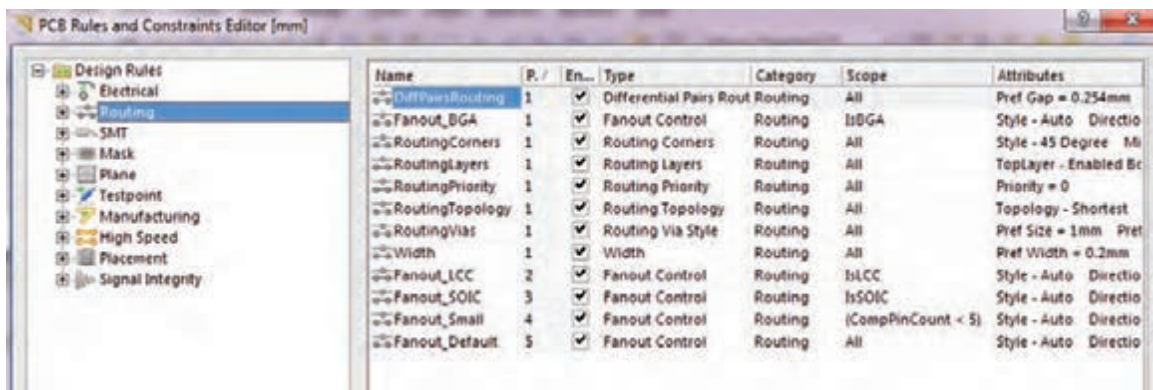 PCB Rules and Constraints Editor [mm]
Design Rules
Electrical
Routing
SMT
Mask
Plane
Testpoint
Manufacturing
High Speed
Placement
Signal Integrity
Name P. / En... Type Category Scope Attributes
DiffPairsRouting 1 Differential Pairs Rout Routing All Pref Gap = 0.254mm
Fanout_BGA 1 Fanout Control Routing IsBGA Style - Auto Directio
RoutingCorners 1 Routing Corners Routing All Style - 45 Degree Mi
RoutingLayers 1 Routing Layers Routing All TopLayer - Enabled Bo
RoutingPriority 1 Routing Priority Routing All Priority = 0
RoutingTopology 1 Routing Topology Routing All Topology - Shortest
RoutingVias 1 Routing Via Style Routing All Pref Size = 1mm Pref
Width 1 Width Routing All Pref Width = 0.2mm
Fanout_LCC 2 Fanout Control Routing IsLCC Style - Auto Directio
Fanout_SOIC 3 Fanout Control Routing IsSOIC Style - Auto Directio
Fanout_Small 4 Fanout Control Routing (CompPinCount < 5) Style - Auto Directio
Fanout_Default 5 Fanout Control Routing All Style - Auto Directio